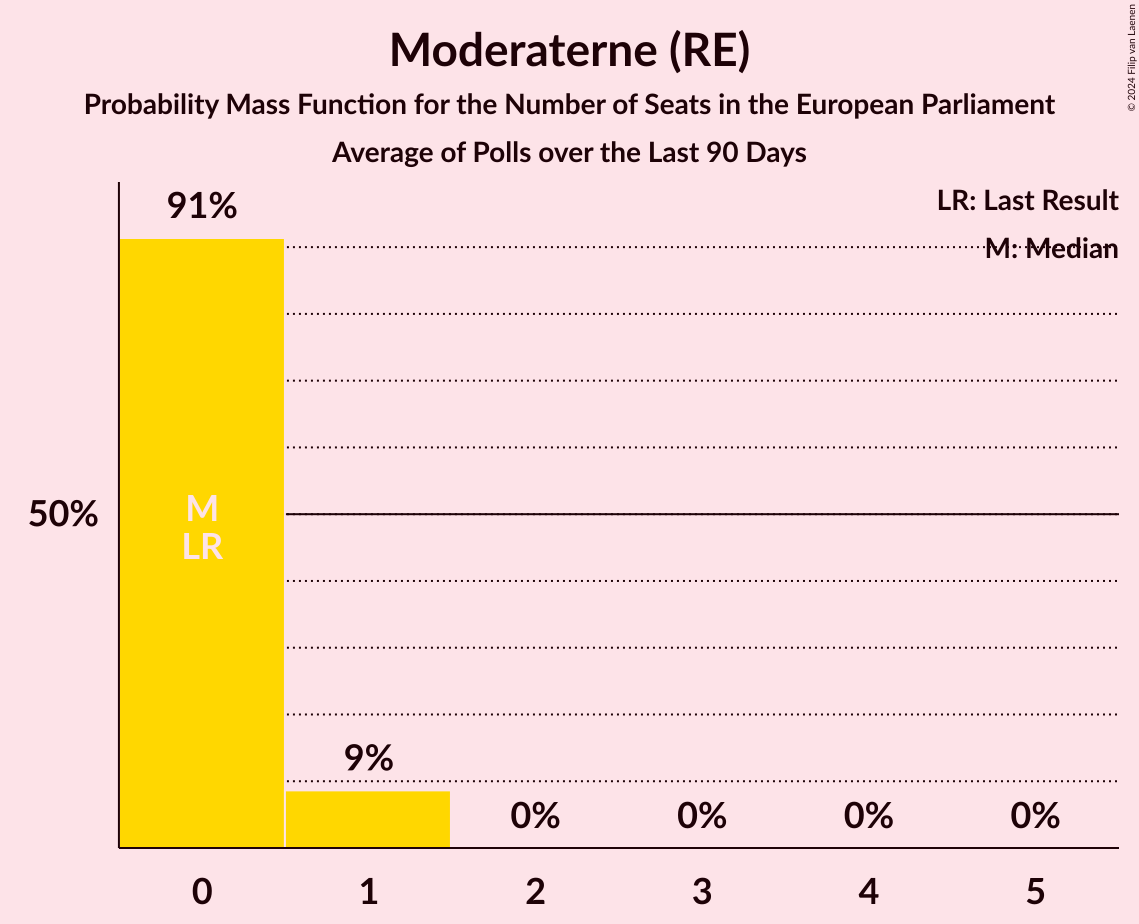 Moderaterne (RE)
Probability Mass Function for the Number of Seats in the European Parliament
Average of Polls over the Last 90 Days
© 2024 Filip van Laenen
LR: Last Result
M: Median
91%
50%
M
LR
9%
0%
0%
0%
0%
0
1
2
3
4
5